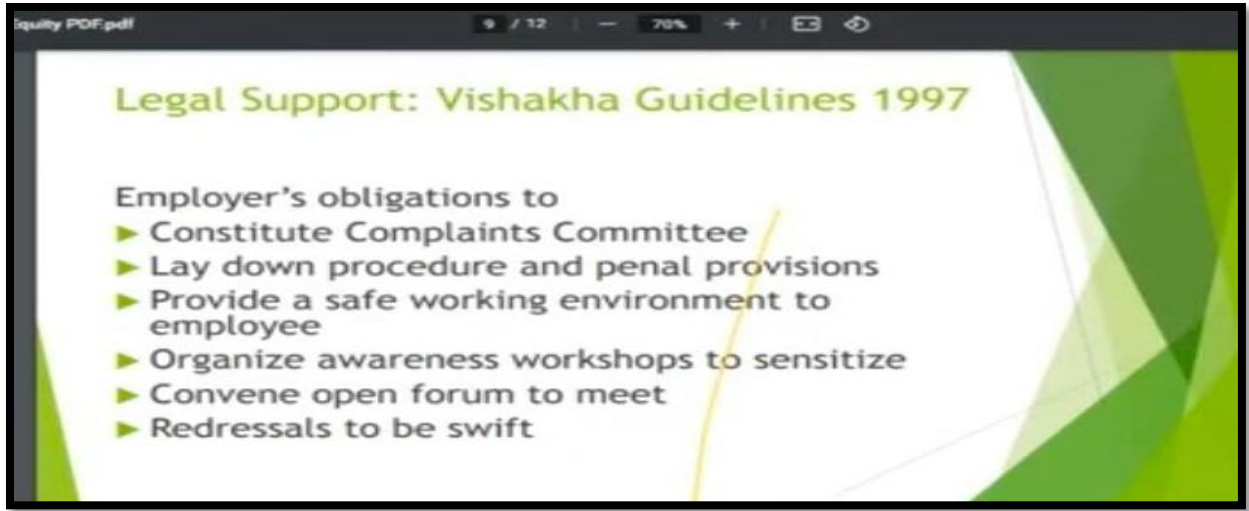 Equity PDF.pdf
9 / 12
70%
Legal Support: Vishakha Guidelines 1997
Employer's obligations to
Constitute Complaints Committee
Lay down procedure and penal provisions
Provide a safe working environment to
employee
Organize awareness workshops to sensitize
Convene open forum to meet
Redressals to be swift